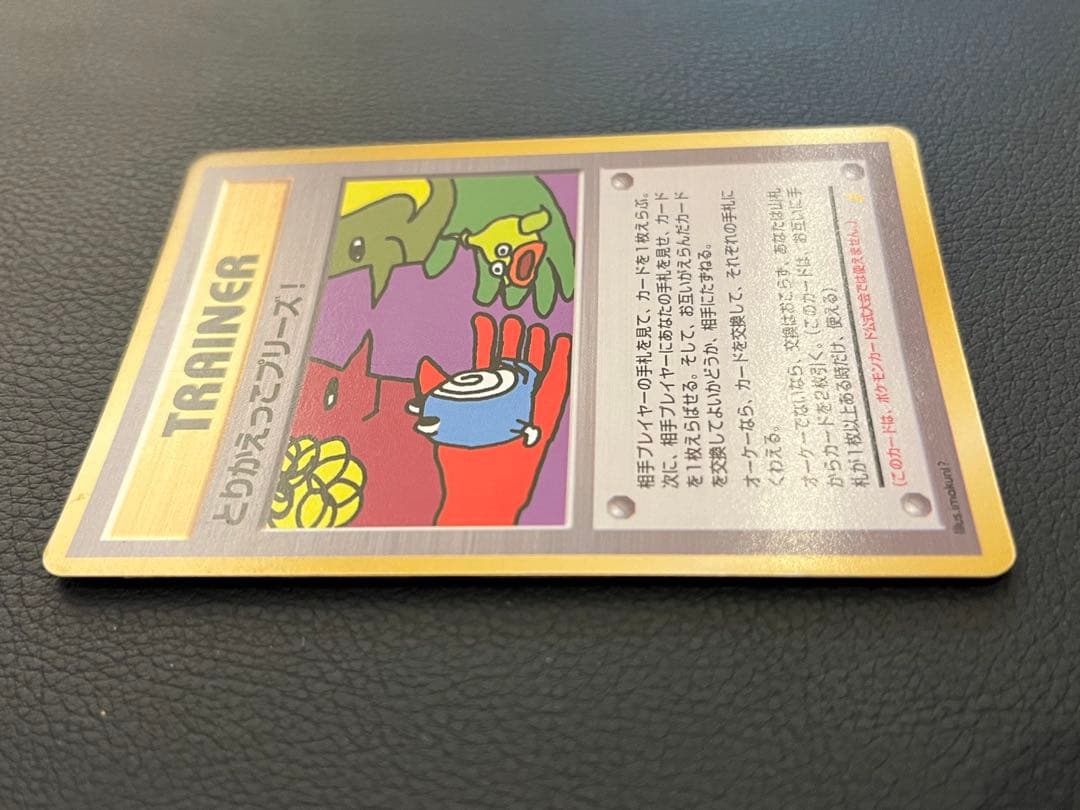 TRAINER
とりかえっこプリーズ!
相手プレイヤーの手札を見て、カードを1枚えらぶ。
次に、相手プレイヤーにあなたの手札を見せ、カード
を1枚えらばせる。そして、お互いがえらんだカード
を交換してよいかどうか、相手にたずねる。
オーケーなら、カードを交換して、それぞれの手札に
くわえる。
オーケーでないなら、交換はおこらず、あなたは山札
からカードを2枚引く。(このカードは、お互いに手
札が1枚以上ある時だけ、使える)
(このカードは、ポケモンカード公式大会では使えません。)
Illus.imakuni?